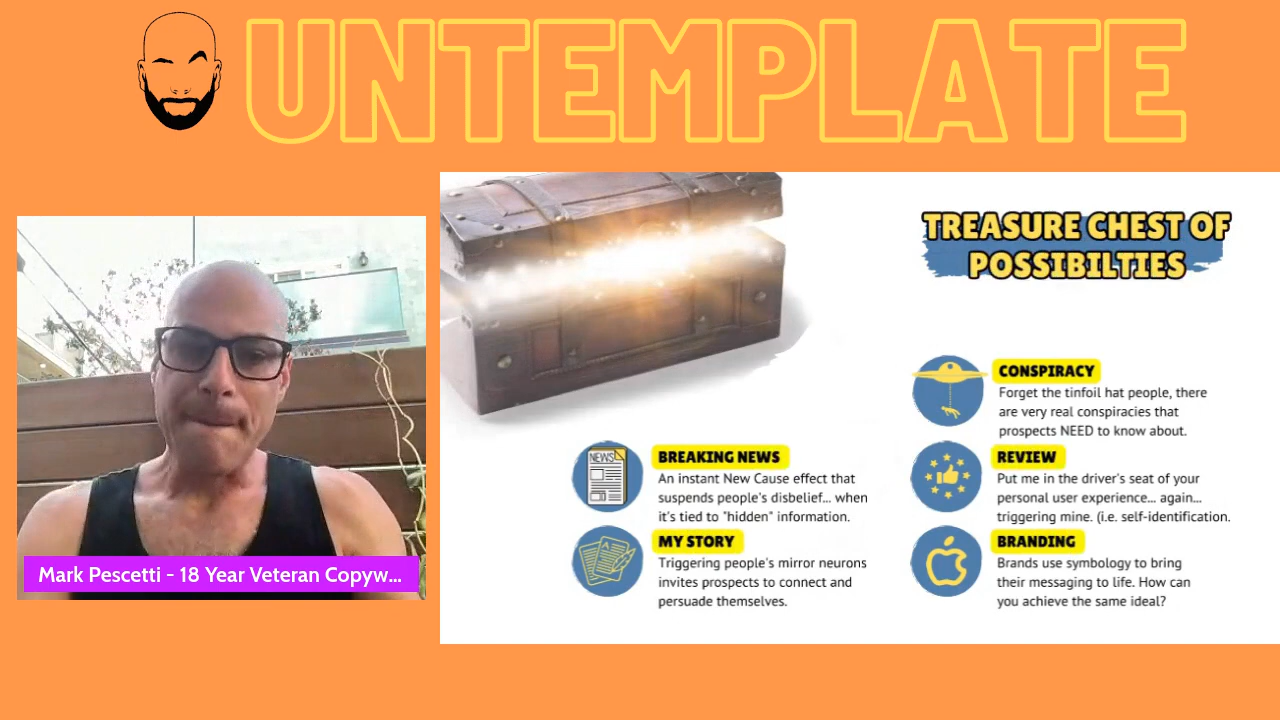 UNTEMPLATE
TREASURE CHEST OF
POSSIBILTIES
CONSPIRACY
Forget the tinfoil hat people, there
are very real conspiracies that
prospects NEED to know about.
NEWS
BREAKING NEWS
An instant New Cause effect that
suspends people's disbelief... when
it's tied to "hidden" information.
REVIEW
Put me in the driver's seat of your
personal user experience... again...
triggering mine. (i.e. self-identification.
MY STORY
Triggering people's mirror neurons
invites prospects to connect and
persuade themselves.
BRANDING
Brands use symbology to bring
their messaging to life. How can
you achieve the same ideal?
Mark Pescetti - 18 Year Veteran Copyw...